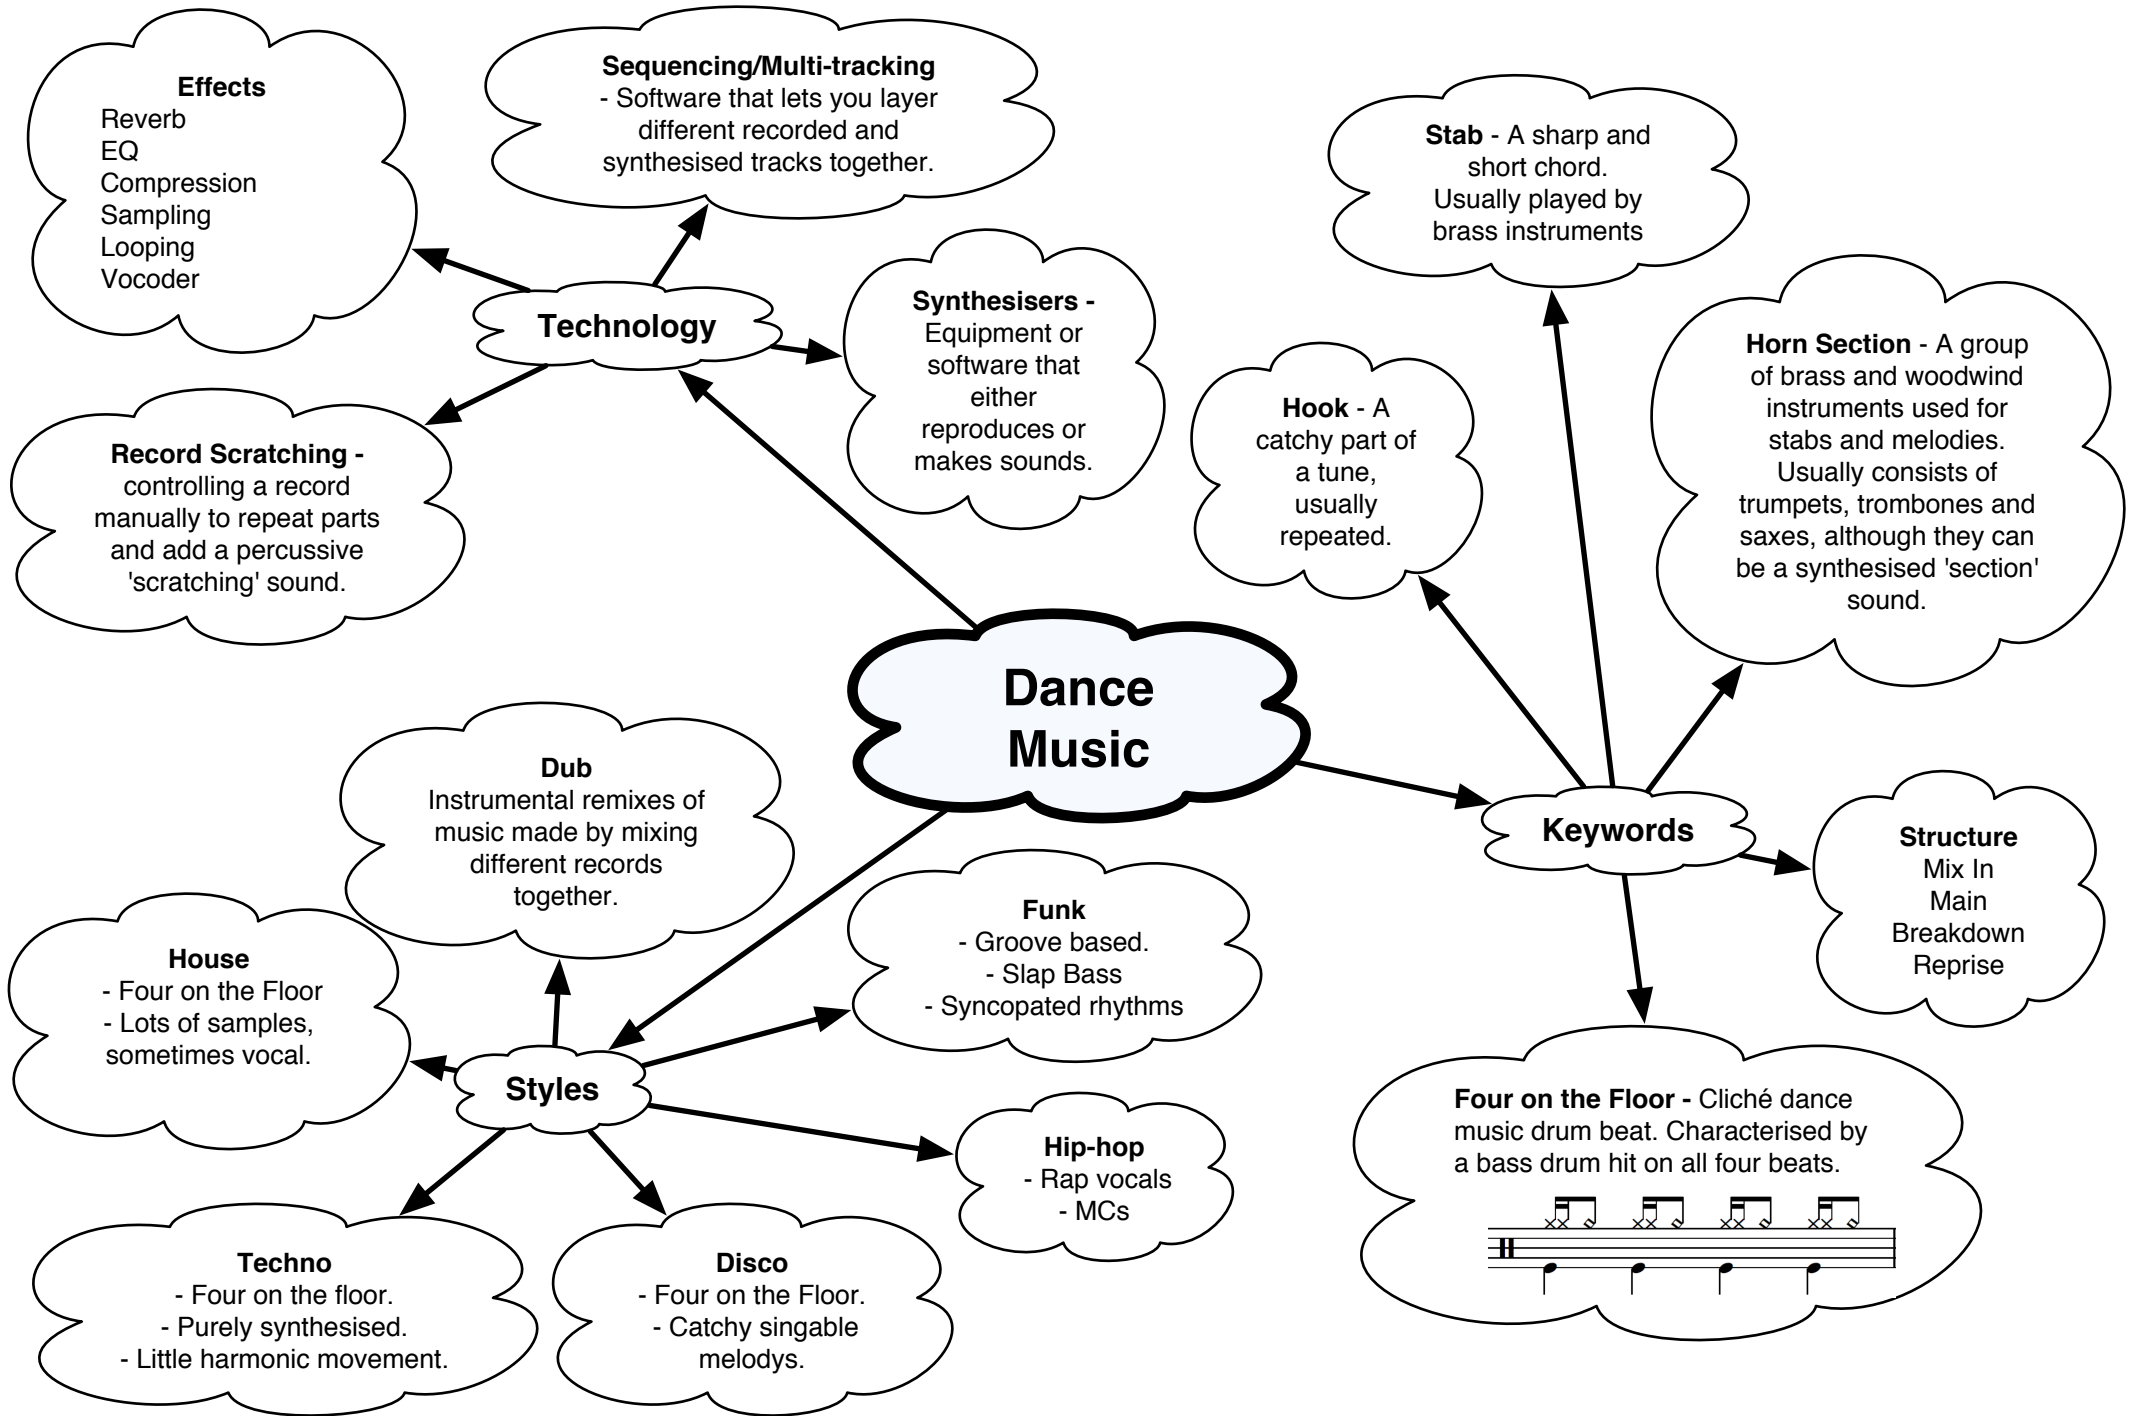 Effects
Reverb
EQ
Compression
Sampling
Looping
Vocoder
Sequencing/Multi-tracking
- Software that lets you layer
different recorded and
synthesised tracks together.
Stab - A sharp and
short chord.
Usually played by
brass instruments
Technology
Synthesisers -
Equipment or
software that
either
reproduces or
makes sounds.
Hook - A
catchy part of
a tune,
usually
repeated.
Horn Section - A group
of brass and woodwind
instruments used for
stabs and melodies.
Usually consists of
trumpets, trombones and
saxes, although they can
be a synthesised 'section'
sound.
Record Scratching -
controlling a record
manually to repeat parts
and add a percussive
'scratching' sound.
Dance
Music
Dub
Instrumental remixes of
music made by mixing
different records
together.
Keywords
Structure
Mix In
Main
Breakdown
Reprise
Funk
- Groove based.
- Slap Bass
- Syncopated rhythms
House
- Four on the Floor
- Lots of samples,
sometimes vocal.
Styles
Hip-hop
- Rap vocals
- MCs
Four on the Floor - Cliché dance
music drum beat. Characterised by
a bass drum hit on all four beats.
Techno
- Four on the floor.
- Purely synthesised.
- Little harmonic movement.
Disco
- Four on the Floor.
- Catchy singable
melodys.